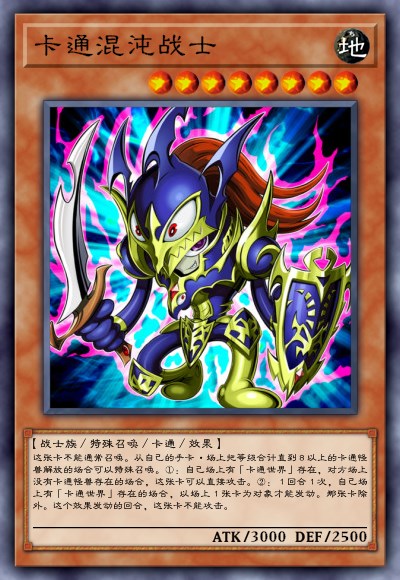 卡通混沌战士
地
【战士族／特殊召唤／卡通／效果】
这张卡不能通常召唤。从自己的手卡·场上把等级合计直到8以上的卡通怪
兽解放的场合可以特殊召唤。①：自己场上有「卡通世界」存在，对方场上
没有卡通怪兽存在的场合，这张卡可以直接攻击。②：1回合1次，自己场上
有「卡通世界」存在的场合，以场上1张卡为对象才能发动。那张卡除
外。这个效果发动的回合，这张卡不能攻击。
ATK/3000 DEF/2500